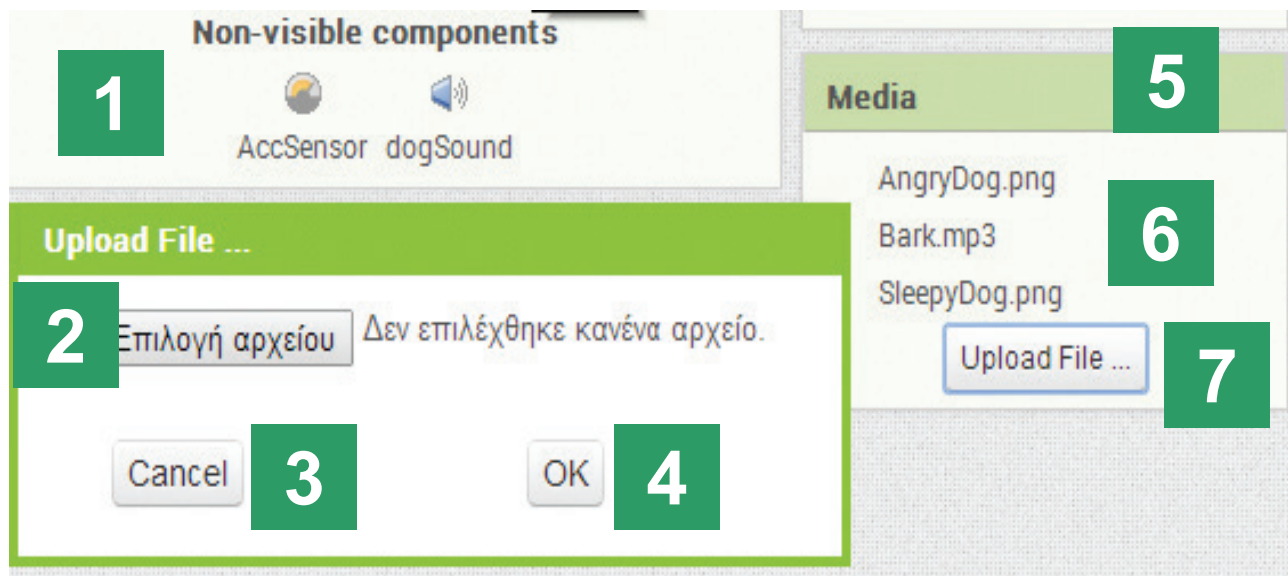 Non-visible components
1
AccSensor dogSound
Upload File ...
2
Επιλογή αρχείου Δεν επιλέχθηκε κανένα αρχείο.
Cancel 3 OK 4
Media 5
AngryDog.png
Bark.mp3 6
SleepyDog.png
Upload File ... 7